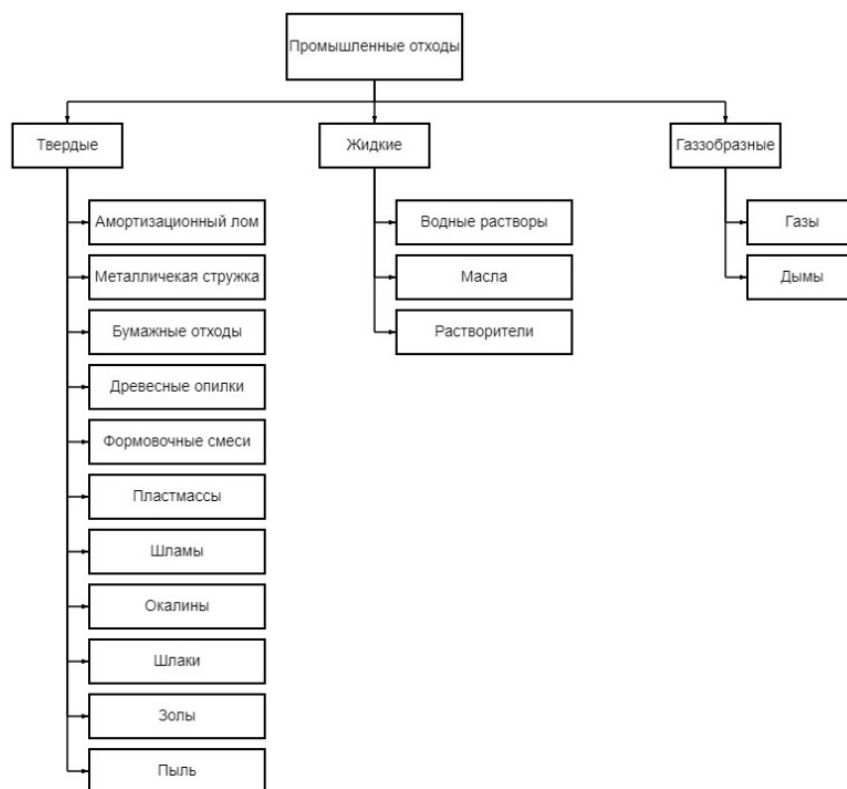 Промышленные отходы
Твердые
Жидкие
Газзобразные
Амортизационный лом
Металличекая стружка
Бумажные отходы
Древесные опилки
Формовочные смеси
Пластмассы
Шламы
Окалины
Шлаки
Золы
Пыль
Водные растворы
Масла
Растворители
Газы
Дымы